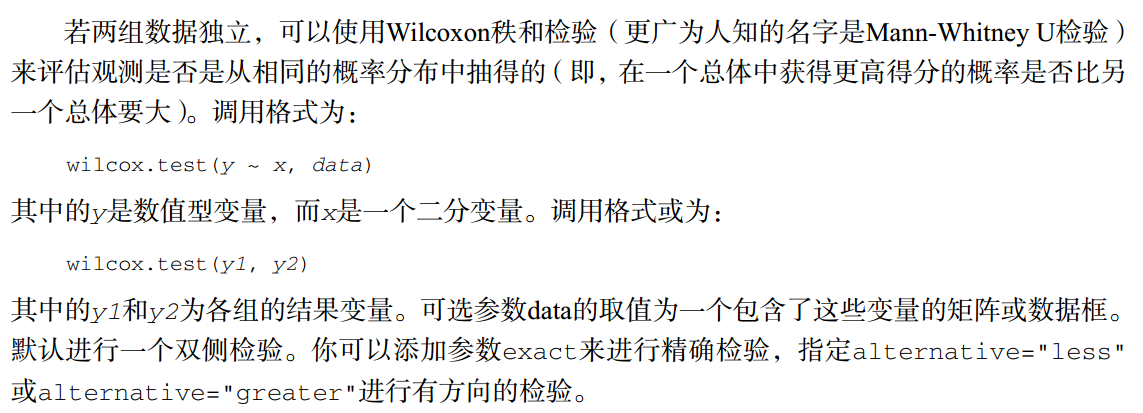 若两组数据独立，可以使用Wilcoxon秩和检验（更广为人知的名字是Mann-Whitney U检验）
来评估观测是否是从相同的概率分布中抽得的（即，在一个总体中获得更高得分的概率是否比另
一个总体要大）。调用格式为：
wilcox.test(y ~ x, data)
其中的y是数值型变量，而x是一个二分变量。调用格式或为：
wilcox.test(y1, y2)
其中的y1和y2为各组的结果变量。可选参数data的取值为一个包含了这些变量的矩阵或数据框。
默认进行一个双侧检验。你可以添加参数exact来进行精确检验，指定alternative="less"
或alternative="greater"进行有方向的检验。